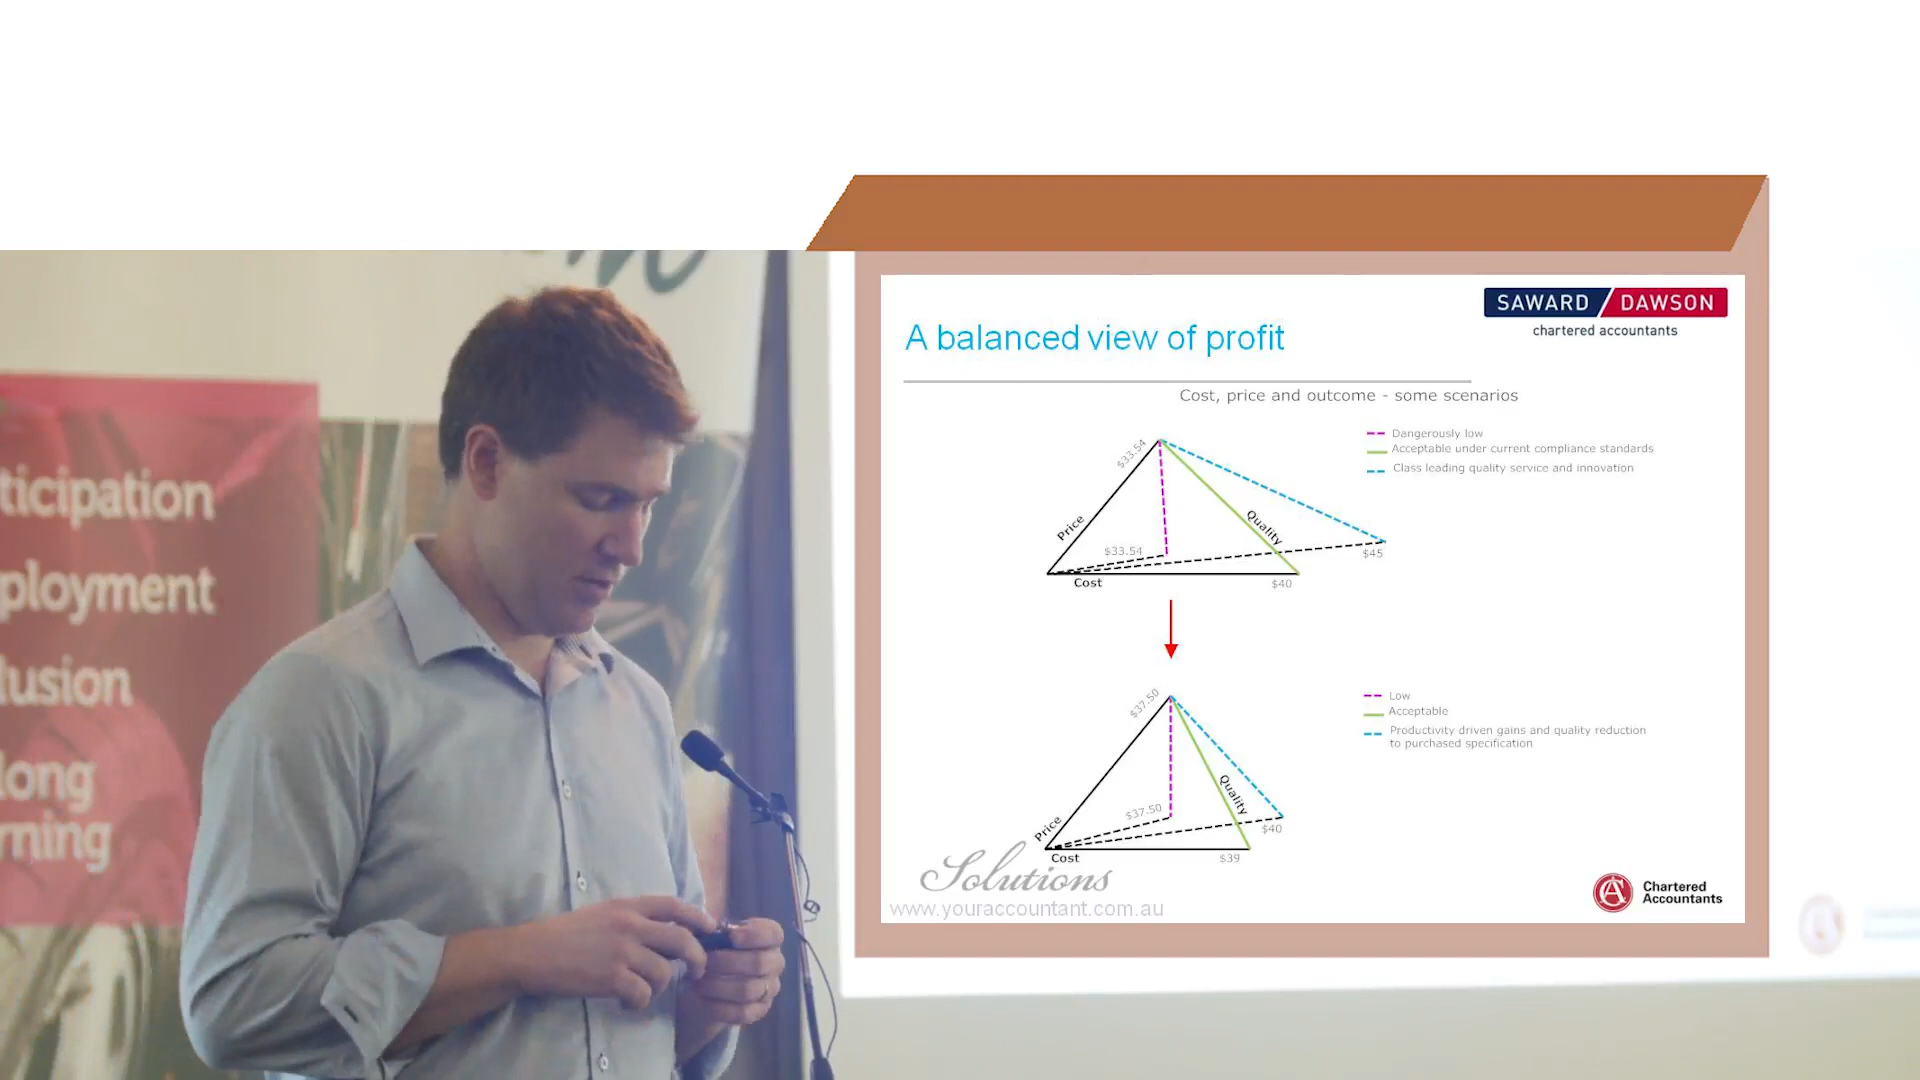 ticipation
ployment
lusion
long
rning
SAWARD DAWSON
chartered accountants
A balanced view of profit
Cost, price and outcome - some scenarios
Dangerously low
Acceptable under current compliance standards
Class leading quality service and innovation
$33.54
Price
Quality
$33.54
$45
Cost
$40
Low
Acceptable
Productivity driven gains and quality reduction
to purchased specification
$37.50
Quality
$37.50
Price
$40
Cost
$39
Solutions
www.youraccountant.com.au
CA
Chartered
Accountants